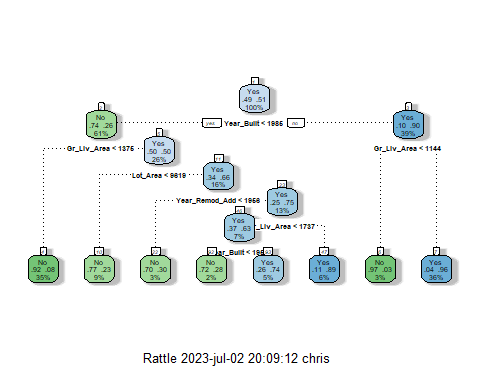 Yes
.49 .51
100%
yes
Year_Built < 1985
no
No
.74 .26
61%
Yes
.10 .90
39%
Gr_Liv_Area < 1375
Gr_Liv_Area < 1144
Yes
.50 .50
26%
Lot_Area < 9619
Yes
.34 .66
16%
Year_Remod_Add < 1956
Yes
.25 .75
13%
Yes
.37 .63
7%
_Liv_Area < 1737
No
.92 .08
35%
No
.77 .23
9%
No
.70 .30
3%
No
.72 .28
2%
Yes
.26 .74
5%
Yes
.11 .89
6%
No
.97 .03
3%
Yes
.04 .96
36%
Rattle 2023-jul-02 20:09:12 chris